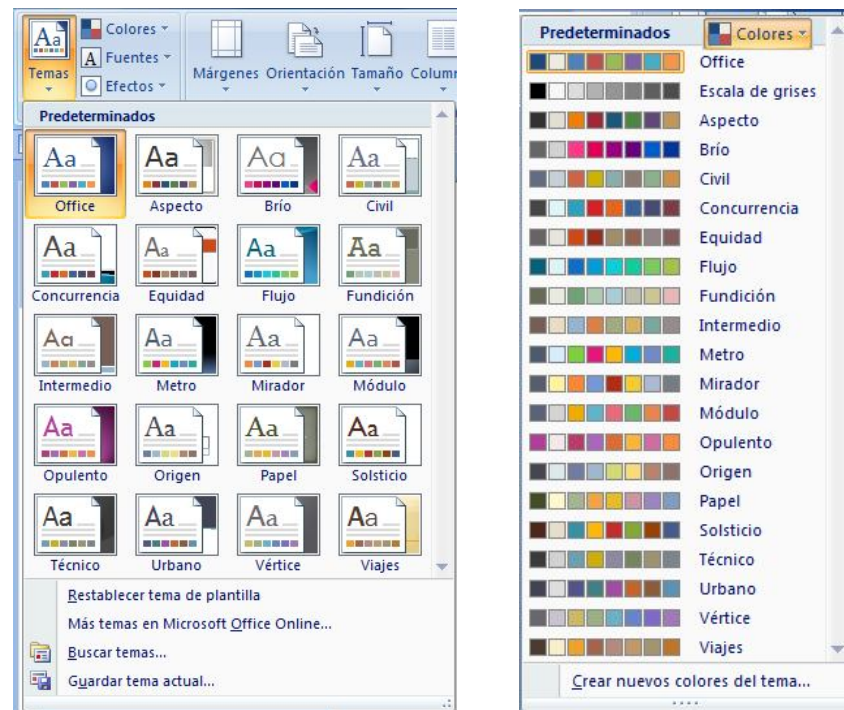 Aa
Temas
Colores
Fuentes
Efectos
Márgenes Orientación Tamaño
Predeterminados
Aa Aa Aa Aa
Office Aspecto Brío Civil
Aa Aa Aa Aa
Concurrencia Equidad Flujo Fundición
Aa Aa Aa Aa
Intermedio Metro Mirador Módulo
Aa Aa Aa Aa
Opulento Origen Papel Solsticio
Aa Aa Aa Aa
Técnico Urbano Vértice Viajes
Restablecer tema de plantilla
Más temas en Microsoft Office Online...
Buscar temas...
Guardar tema actual...
Predeterminados Colores
Office
Escala de grises
Aspecto
Brío
Civil
Concurrencia
Equidad
Flujo
Fundición
Intermedio
Metro
Mirador
Módulo
Opulento
Origen
Papel
Solsticio
Técnico
Urbano
Vértice
Viajes
Crear nuevos colores del tema...